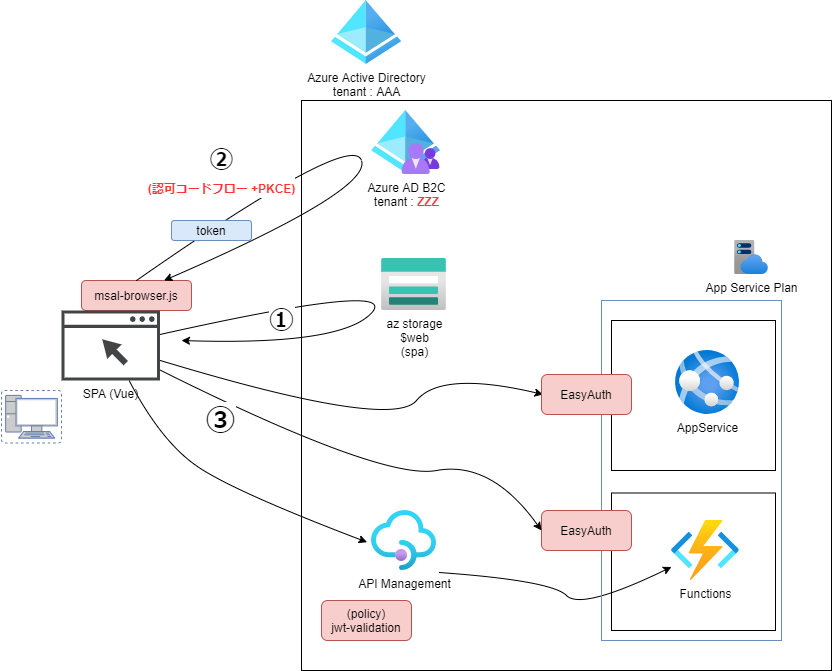 Azure Active Directory
tenant : AAA
②
(認可コードフロー +PKCE)
Azure AD B2C
tenant : ZZZ
token
msal-browser.js
App Service Plan
①
az storage
$web
(spa)
SPA (Vue)
③
EasyAuth
AppService
EasyAuth
API Management
Functions
(policy)
jwt-validation